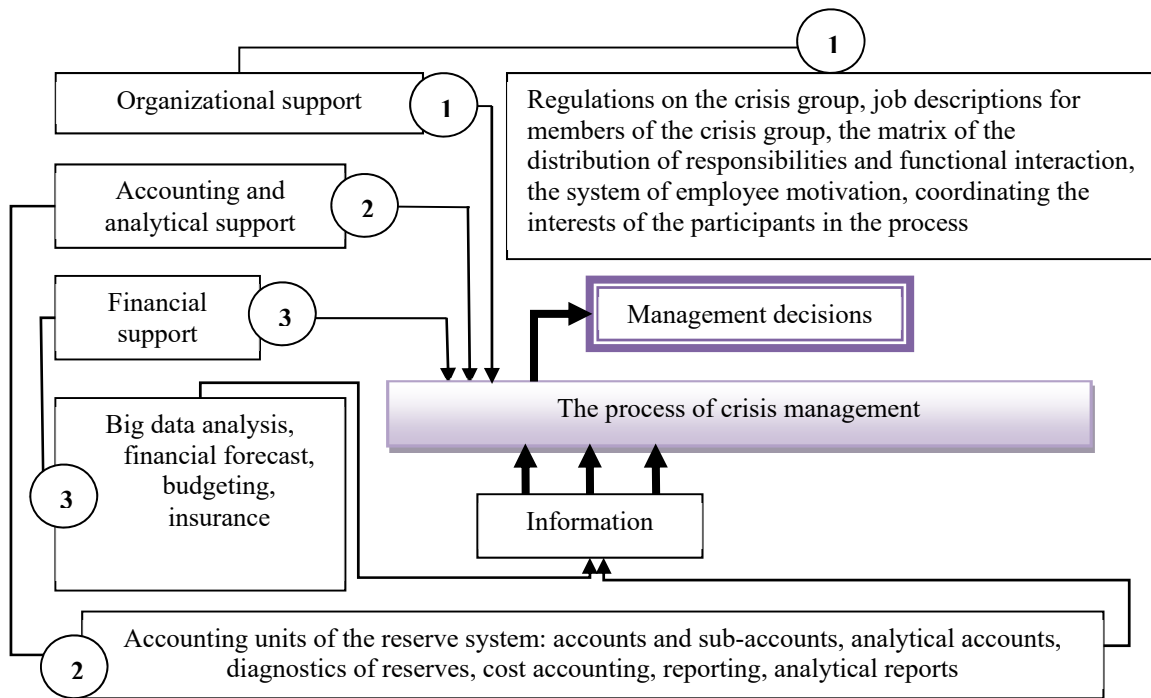 1
Organizational support
1
Regulations on the crisis group, job descriptions for
members of the crisis group, the matrix of the
distribution of responsibilities and functional interaction,
the system of employee motivation, coordinating the
interests of the participants in the process
Accounting and
analytical support
2
Financial
support
3
Management decisions
The process of crisis management
Big data analysis,
financial forecast,
budgeting,
insurance
3
Information
2
Accounting units of the reserve system: accounts and sub-accounts, analytical accounts,
diagnostics of reserves, cost accounting, reporting, analytical reports